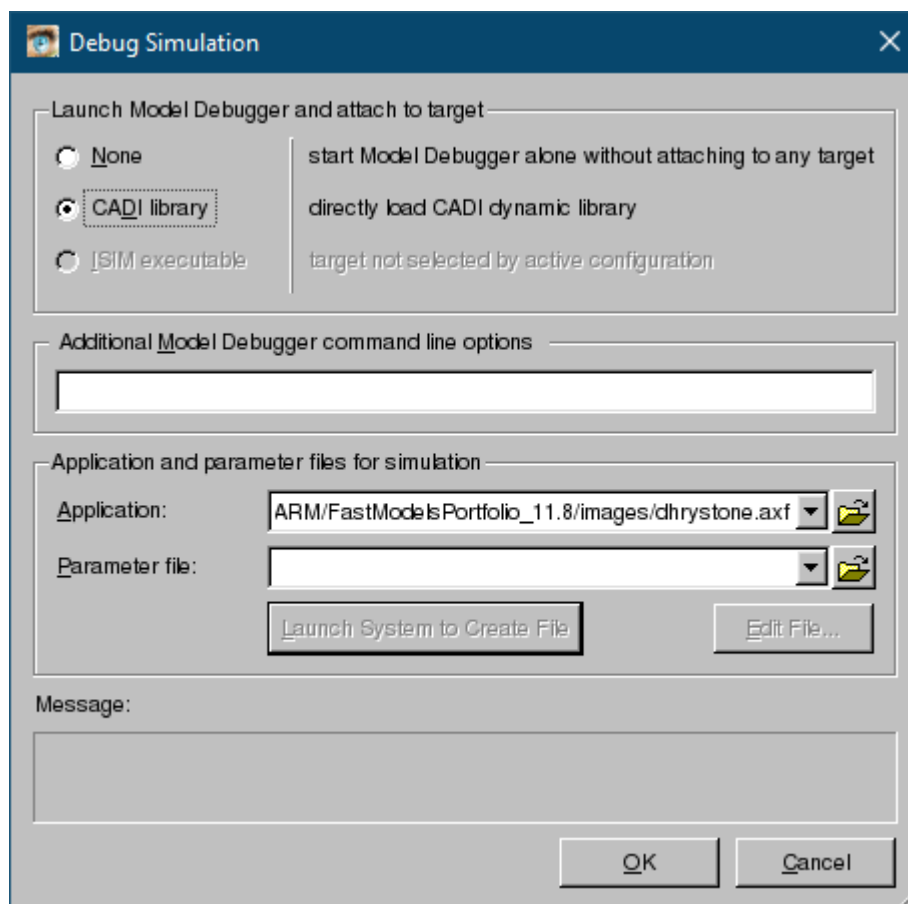 Debug Simulation
Launch Model Debugger and attach to target
None start Model Debugger alone without attaching to any target
CADI library directly load CADI dynamic library
ISIM executable target not selected by active configuration
Additional Model Debugger command line options
Application and parameter files for simulation
Application: ARM/FastModelsPortfolio_11.8/images/dhrystone.axf
Parameter file:
Launch System to Create File Edit File...
Message:
OK Cancel